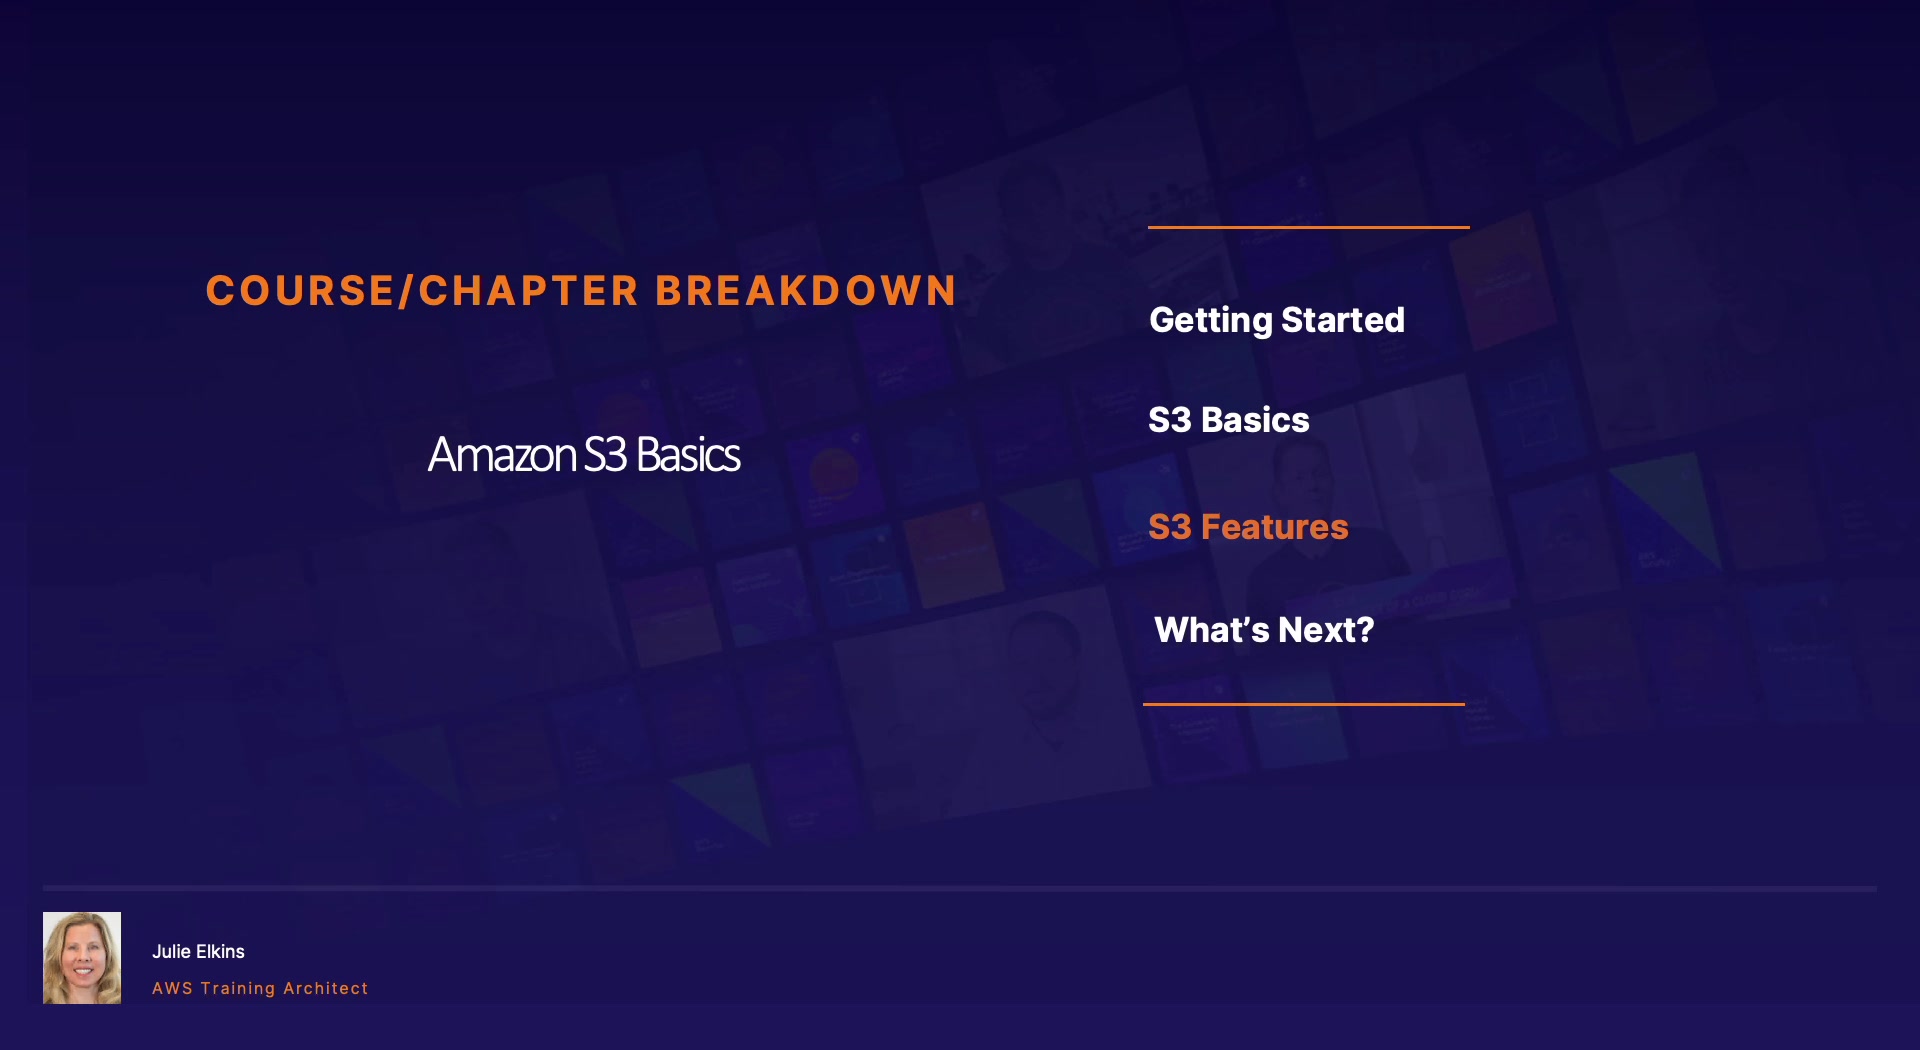 COURSE/CHAPTER BREAKDOWN
Amazon S3 Basics
Getting Started
S3 Basics
S3 Features
What’s Next?
Julie Elkins
AWS Training Architect